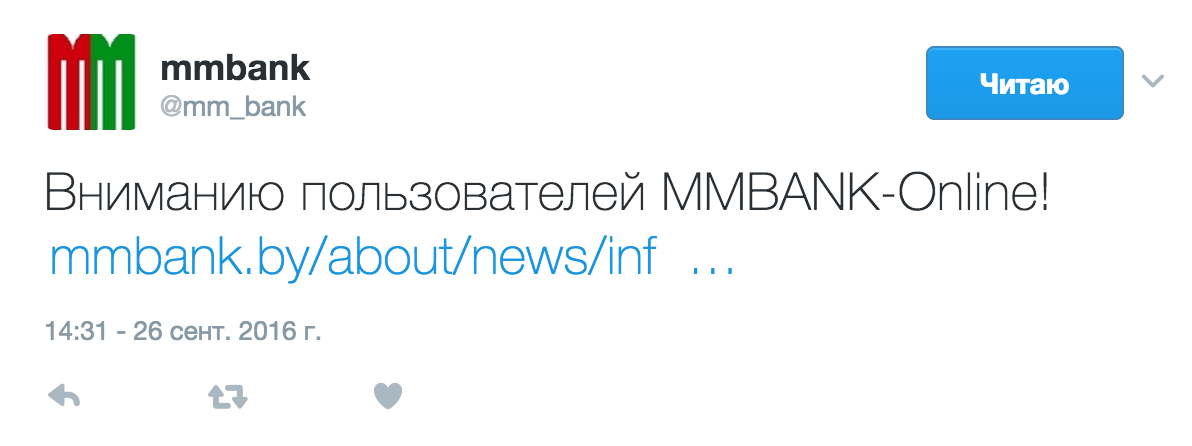 mmbank
@mm_bank
Читаю
Вниманию пользователей MMBANK-Online!
mmbank.by/about/news/inf …
14:31 - 26 сент. 2016 г.